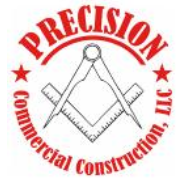 PRECISION
Commercial Construction, LLC